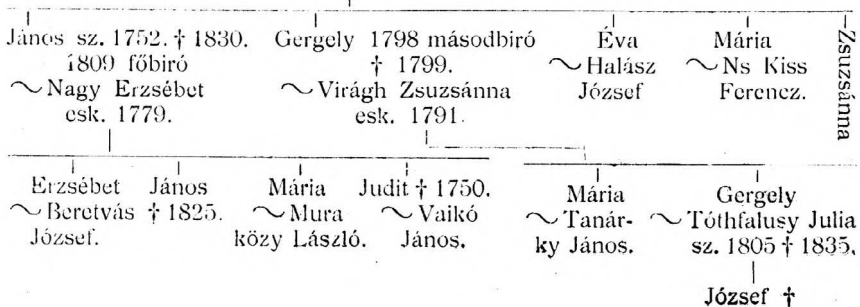 János sz. 1752. † 1830.
1809 főbiró
~Nagy Erzsébet
esk. 1779.
Gergely 1798 másodbiró
† 1799.
~Virágh Zsuzsánna
esk. 1791.
Éva
~Halász
József
Mária
~Ns Kiss
Ferencz.
Zsuzsánna
Erzsébet
~Beretvás
József.
János
† 1825.
Mária
~Mura
közy László.
Judit † 1750.
~Vaikó
János.
Mária
~Tanár-
ky János.
Gergely
~Tóthfalusy Julia
sz. 1805 † 1835.
József †